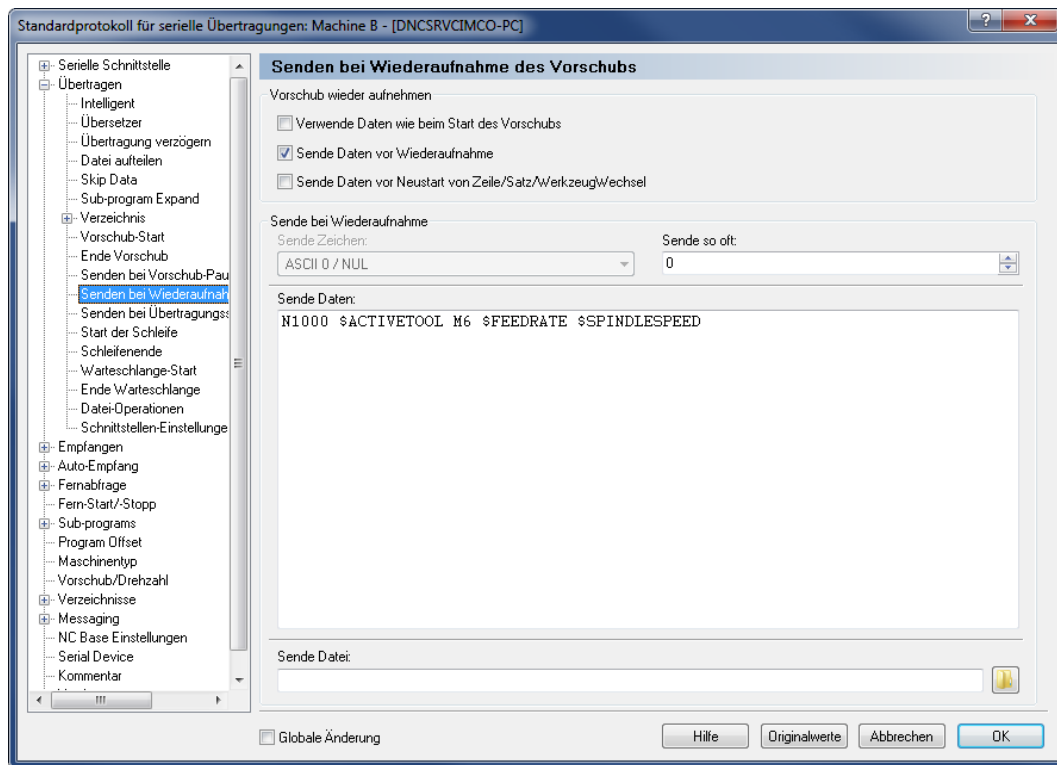 Standardprotokoll für serielle Übertragungen: Machine B - [DNCSRVCIMCO-PC]
Serielle Schnittstelle
Übertragen
Intelligent
Übersetzer
Übertragung verzögern
Datei aufteilen
Skip Data
Sub-program Expand
Verzeichnis
Vorschub-Start
Ende Vorschub
Senden bei Vorschub-Pau
Senden bei Wiederaufnah
Senden bei Übertragungss
Start der Schleife
Schleifenende
Warteschlange-Start
Ende Warteschlange
Datei-Operationen
Schnittstellen-Einstellunge
Empfangen
Auto-Empfang
Fernabfrage
Fern-Start/-Stopp
Sub-programs
Program Offset
Maschinentyp
Vorschub/Drehzahl
Verzeichnisse
Messaging
NC Base Einstellungen
Serial Device
Kommentar
Senden bei Wiederaufnahme des Vorschubs
Vorschub wieder aufnehmen
Verwende Daten wie beim Start des Vorschubs
Sende Daten vor Wiederaufnahme
Sende Daten vor Neustart von Zeile/Satz/WerkzeugWechsel
Sende bei Wiederaufnahme
Sende Zeichen:
ASCII 0 / NUL
Sende so oft:
0
Sende Daten:
N1000 $ACTIVETOOL M6 $FEEDRATE $SPINDLESPEED
Sende Datei:
Globale Änderung
Hilfe
Originalwerte
Abbrechen
OK